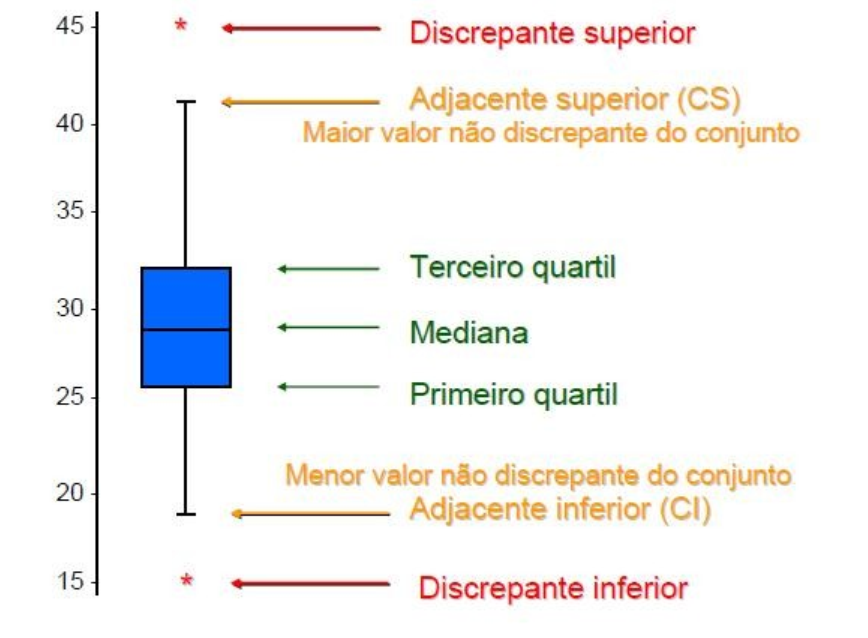 45
Discrepante superior
Adjacente superior (CS)
40
Maior valor não discrepante do conjunto
35
Terceiro quartil
30
Mediana
25
Primeiro quartil
Menor valor não discrepante do conjunto
20
Adjacente inferior (CI)
15
Discrepante inferior